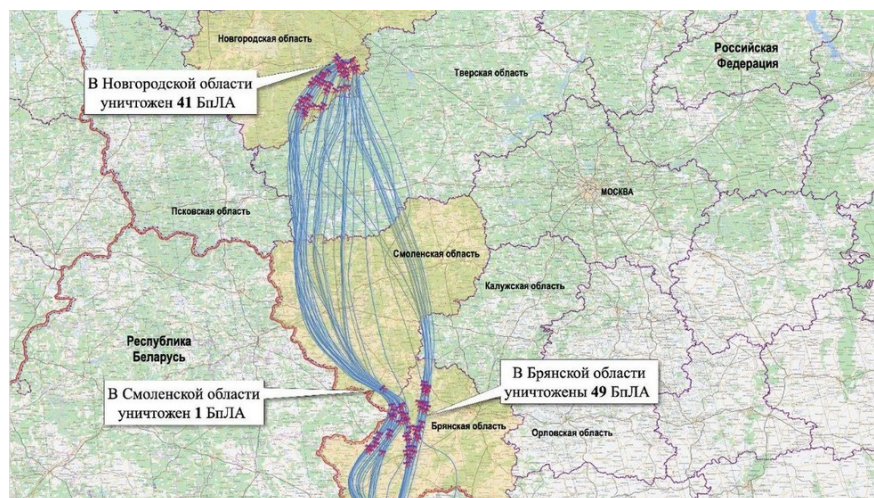 Новгородская область
Российская
Федерация
В Новгородской области
уничтожен 41 БпЛА
Тверская область
МОСКВА
Псковская область
Смоленская область
Калужская область
Республика
Беларусь
В Брянской области
уничтожены 49 БпЛА
В Смоленской области
уничтожен 1 БпЛА
Брянская область
Орловская область